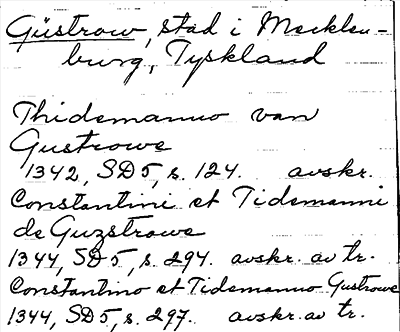 Güstrow, stad i Mecklen-
burg, Tyskland
Thidemanno van
Gustrowe
1342, SD5, s. 124. avskr.
Constantini et Tidemanni
de Guzstrowe
1344, SD5, s. 294. avskr. av tr.
Constantino et Tidemanno Gustrowe
1344, SD5, s. 297. avskr. av tr.